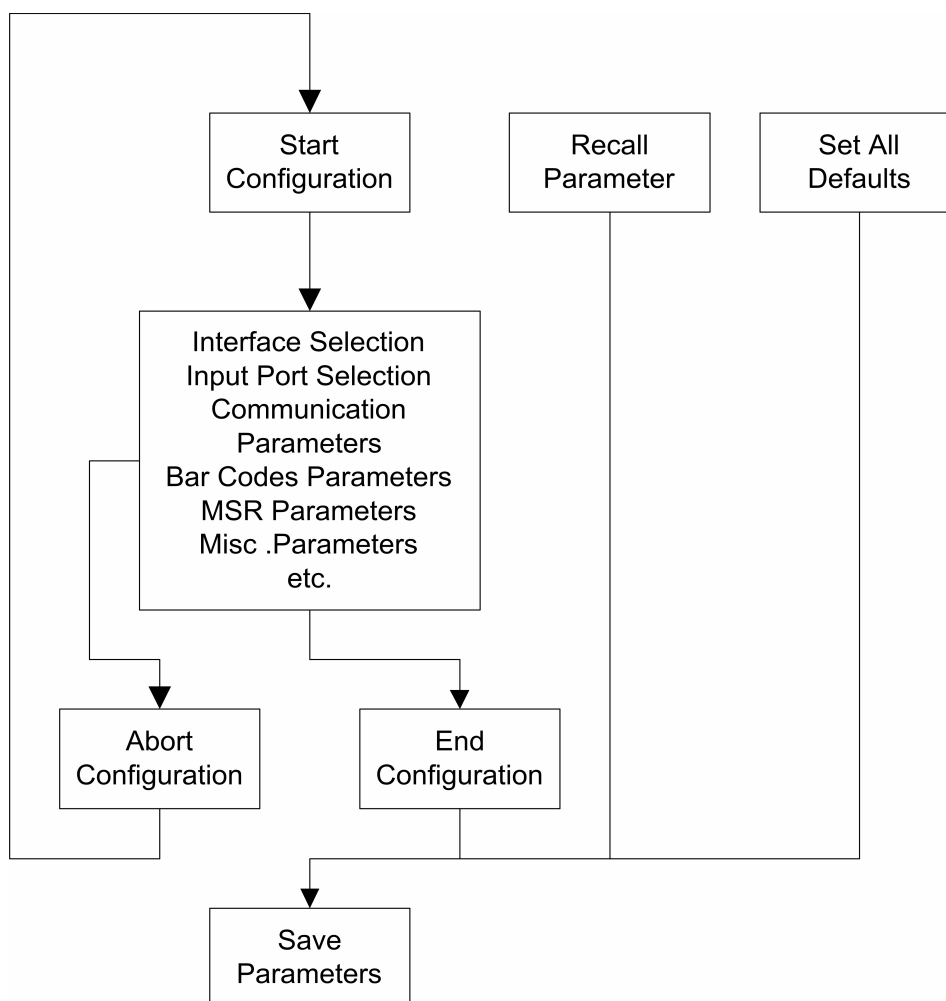 Start
Configuration
Recall
Parameter
Set All
Defaults
Interface Selection
Input Port Selection
Communication
Parameters
Bar Codes Parameters
MSR Parameters
Misc .Parameters
etc.
Abort
Configuration
End
Configuration
Save
Parameters